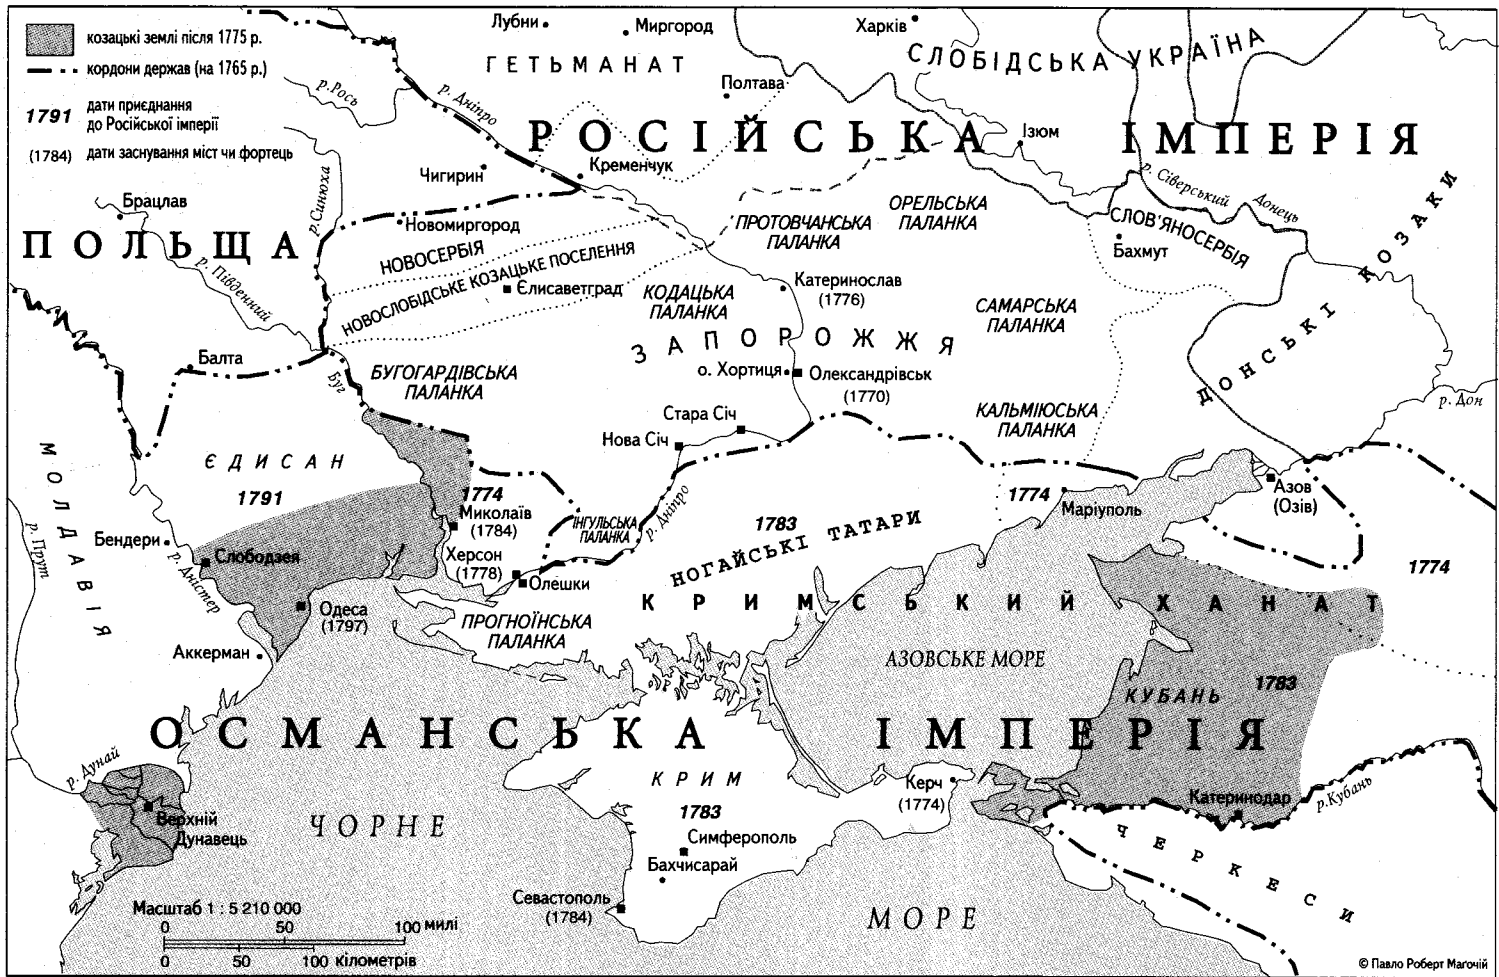 козацькі землі після 1775 р.
кордони держав (на 1765 р.)
1791 дати приєднання
до Російської імперії
(1784) дати заснування міст чи фортець
Лубни
Миргород
Харків
ГЕТЬМАНАТ
СЛОБІДСЬКА УКРАЇНА
Полтава
р. Рось
р. Дніпро
РОСІЙСЬКА ІМПЕРІЯ
Ізюм
Кременчук
Чигирин
р. Синюха
р. Сіверський Донець
Брацлав
ПОЛЬЩА
Новомиргород
ОРЕЛЬСЬКА
ПАЛАНКА
ПРОТОВЧАНСЬКА
ПАЛАНКА
СЛОВ'ЯНОСЕРБІЯ
Бахмут
ДОНСЬКІ КОЗАКИ
р. Південний
Буг
НОВОСЕРБІЯ
НОВОСЛОБІДСЬКЕ КОЗАЦЬКЕ ПОСЕЛЕННЯ
Єлисаветград
КОДАЦЬКА
ПАЛАНКА
Катеринослав
(1776)
САМАРСЬКА
ПАЛАНКА
ЗАПОРОЖЖЯ
Балта
БУГОГАРДІВСЬКА
ПАЛАНКА
о. Хортиця
Олександрівськ
(1770)
р. Дон
Стара Січ
Нова Січ
КАЛЬМІЮСЬКА
ПАЛАНКА
МОЛДАВІЯ
ЄДИСАН
1791
1774
Миколаїв
(1784)
ІНГУЛЬСЬКА
ПАЛАНКА
р. Дніпро
1783
НОГАЙСЬКІ ТАТАРИ
1774
Маріуполь
Азов
(Озів)
1774
р. Прут
Бендери
р. Дністер
Слободзея
Херсон
(1778)
Олешки
КРИМСЬКИЙ ХАНАТ
Одеса
(1797)
ПРОГНОЇНСЬКА
ПАЛАНКА
Аккерман
АЗОВСЬКЕ МОРЕ
КУБАНЬ
1783
ОСМАНСЬКА ІМПЕРІЯ
р. Дунай
Верхній
Дунавець
КРИМ
1783
Керч
(1774)
Катеринодар
р. Кубань
ЧОРНЕ МОРЕ
Симферополь
Бахчисарай
ЧЕРКЕСИ
Севастополь
(1784)
Масштаб 1 : 5 210 000
0 50 100 милі
0 50 100 кілометрів
© Павло Роберт Маґочій